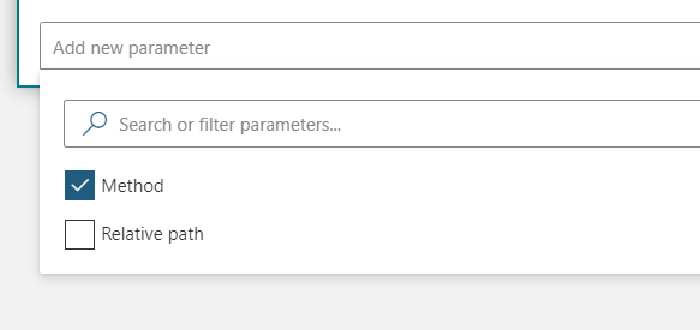 Add new parameter
Search or filter parameters...
Method
Relative path